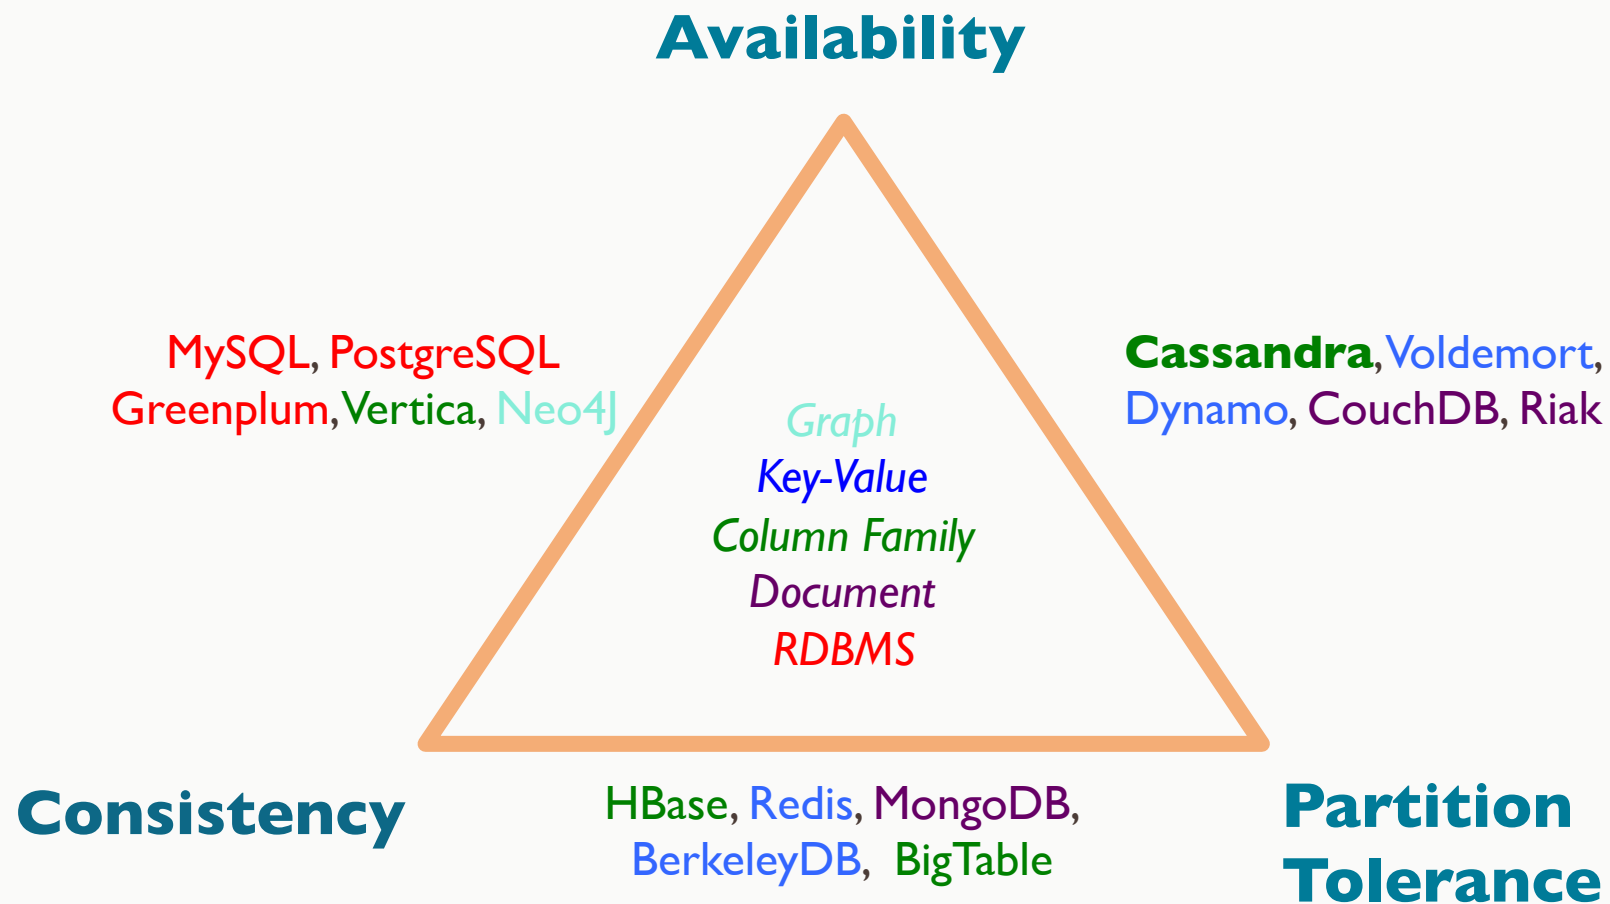 Availability
MySQL, PostgreSQL
Greenplum, Vertica, Neo4J
Cassandra, Voldemort,
Dynamo, CouchDB, Riak
Graph
Key-Value
Column Family
Document
RDBMS
Consistency
HBase, Redis, MongoDB,
BerkeleyDB, BigTable
Partition
Tolerance